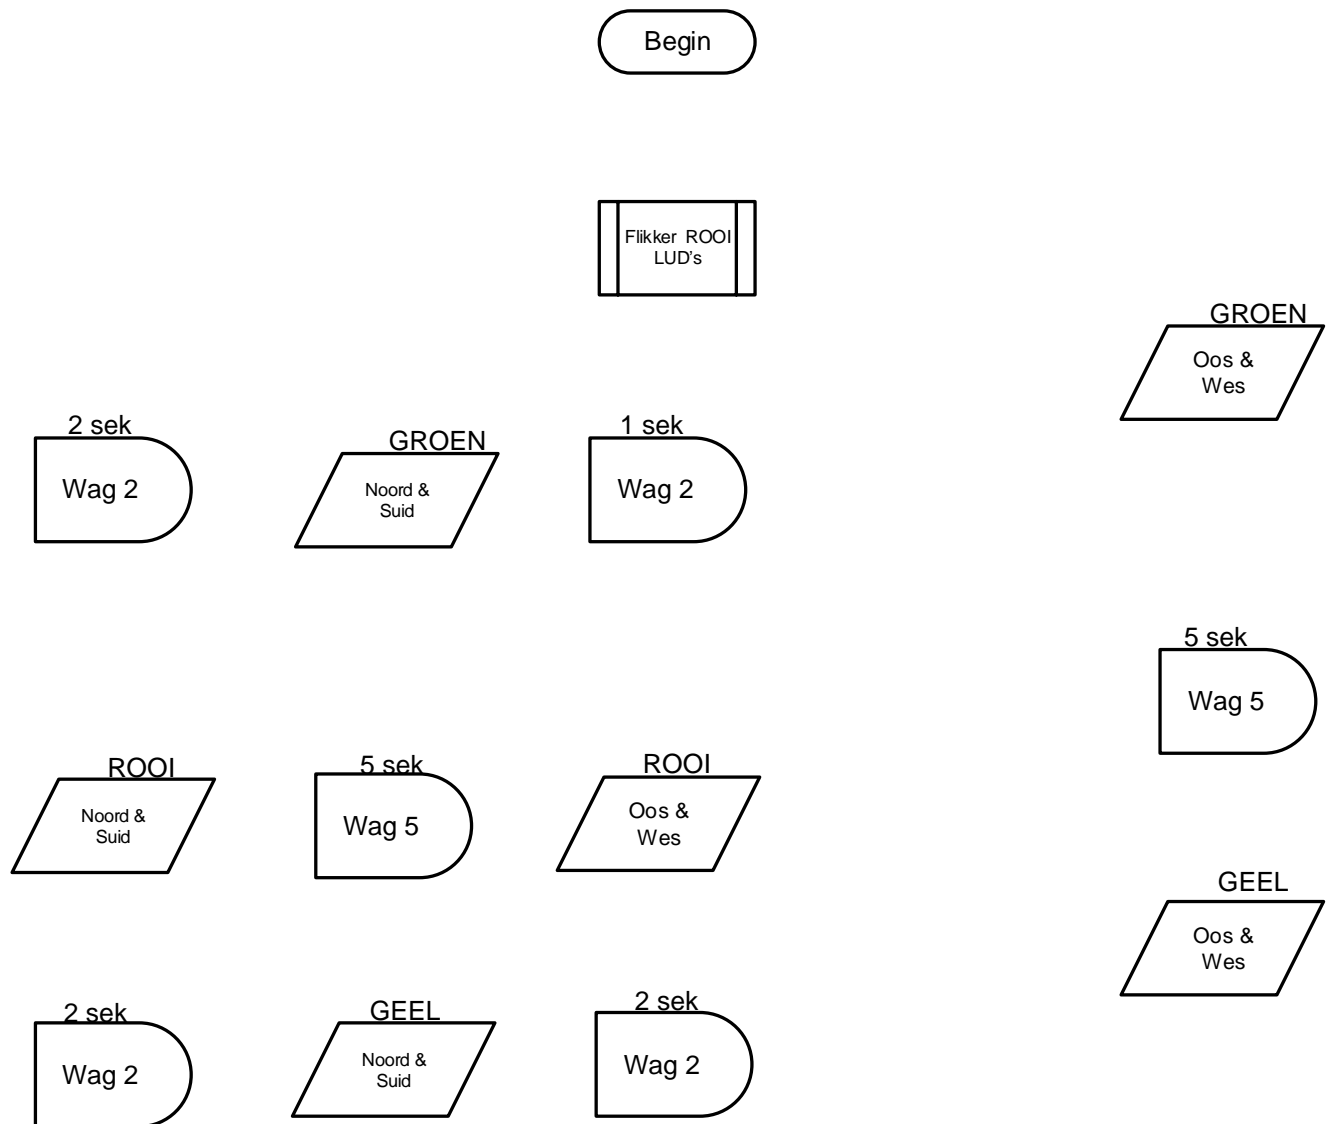 Begin
Flikker ROOI
LUD's
GROEN
Oos &
Wes
2 sek
Wag 2
GROEN
Noord &
Suid
1 sek
Wag 2
5 sek
Wag 5
ROOI
Noord &
Suid
5 sek
Wag 5
ROOI
Oos &
Wes
GEEL
Oos &
Wes
2 sek
Wag 2
GEEL
Noord &
Suid
2 sek
Wag 2